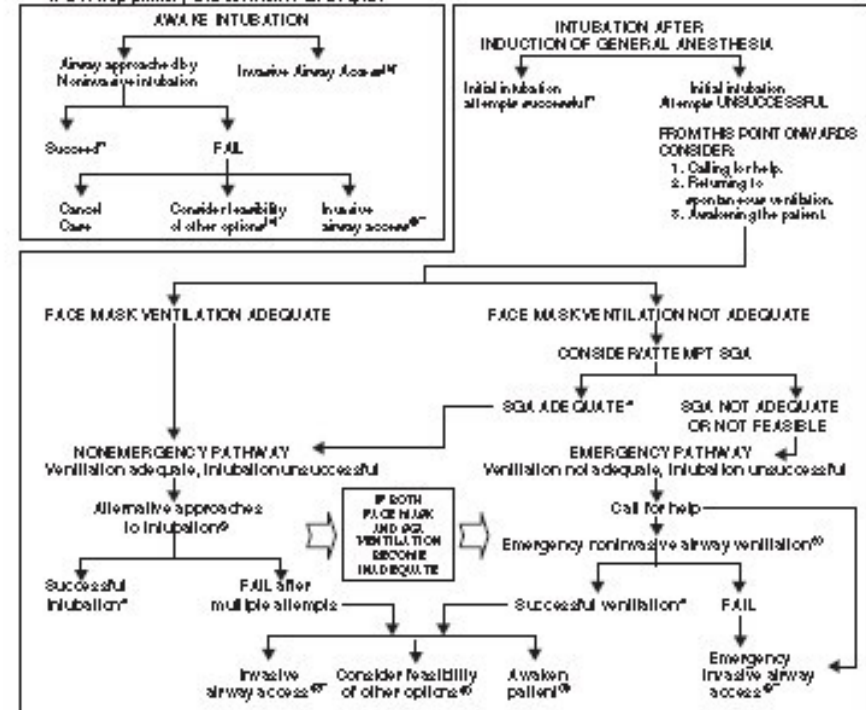 AWAKE INTUBATION
Airway approached by
Noninvasive intubation
Invasive Airway Access
Succeed
FAIL
Cancel
Case
Consider feasibility
of other options
Invasive
airway access
INTUBATION AFTER
INDUCTION OF GENERAL ANESTHESIA
Initial intubation
attempts successful
Initial intubation
Attempts UNSUCCESSFUL
FROM THIS POINT ONWARDS
CONSIDER:
1. Calling for help.
2. Returning to
spontaneous ventilation.
3. Awakening the patient.
FACE MASK VENTILATION ADEQUATE
FACE MASK VENTILATION NOT ADEQUATE
CONSIDER/ATTEMPT SGA
SGA ADEQUATE
SGA NOT ADEQUATE
OR NOT FEASIBLE
NONEMERGENCY PATHWAY
Ventilation adequate, Intubation unsuccessful
EMERGENCY PATHWAY
Ventilation not adequate, Intubation unsuccessful
Alternative approaches
to Intubation
IF BOTH
FACE MASK
AND SGA
VENTILATION
BECOME
INADEQUATE
Call for help
Emergency noninvasive airway ventilation
Successful
Intubation
FAIL after
multiple attempts
Successful ventilation
FAIL
Invasive
airway access
Consider feasibility
of other options
Awaken
patient
Emergency
invasive airway
access